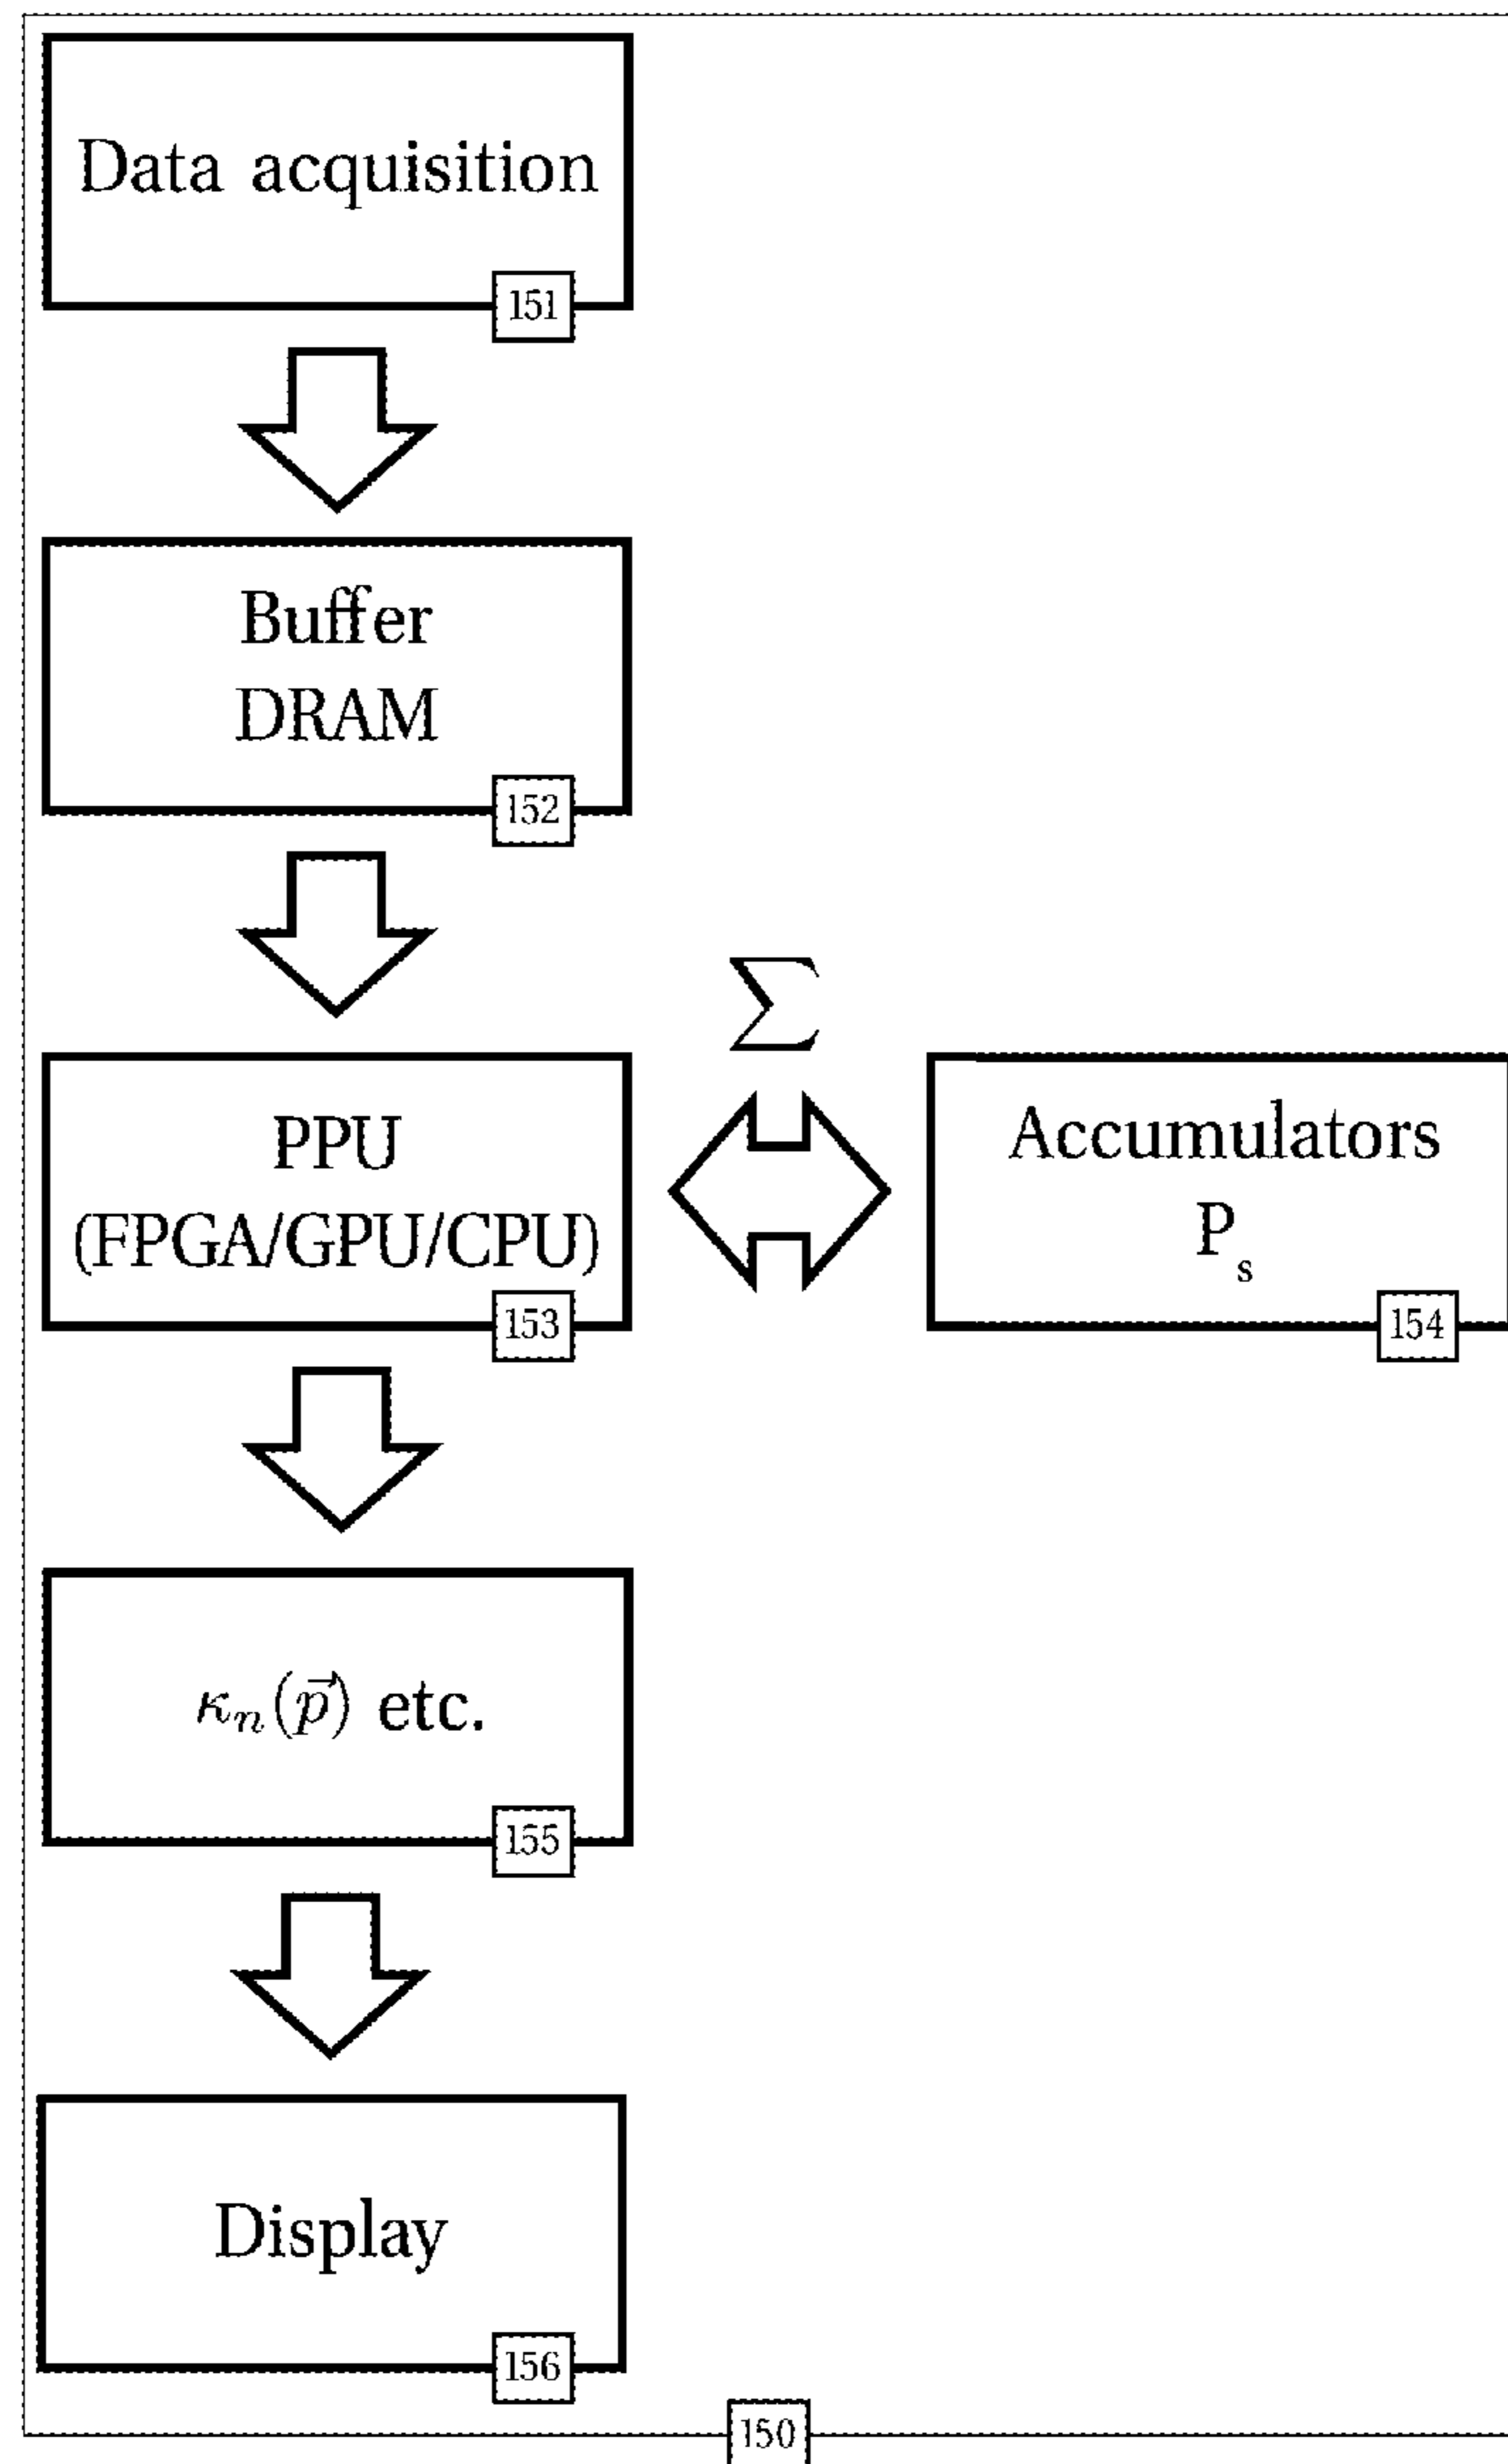 Data acquisition
151
Buffer
DRAM
152
Σ
PPU
(FPGA/GPU/CPU)
153
Accumulators
P_s
154
κ_n(p⃗) etc.
155
Display
156
150